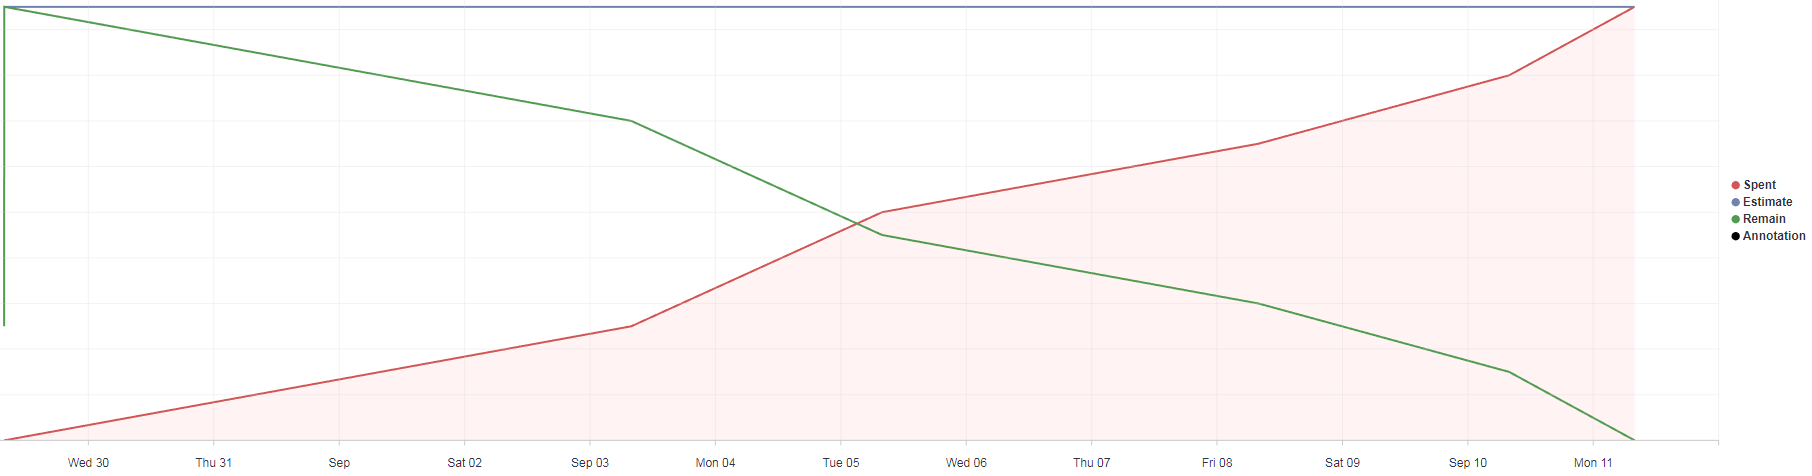 Spent
Estimate
Remain
Annotation
Wed 30 Thu 31 Sep Sat 02 Sep 03 Mon 04 Tue 05 Wed 06 Thu 07 Fri 08 Sat 09 Sep 10 Mon 11